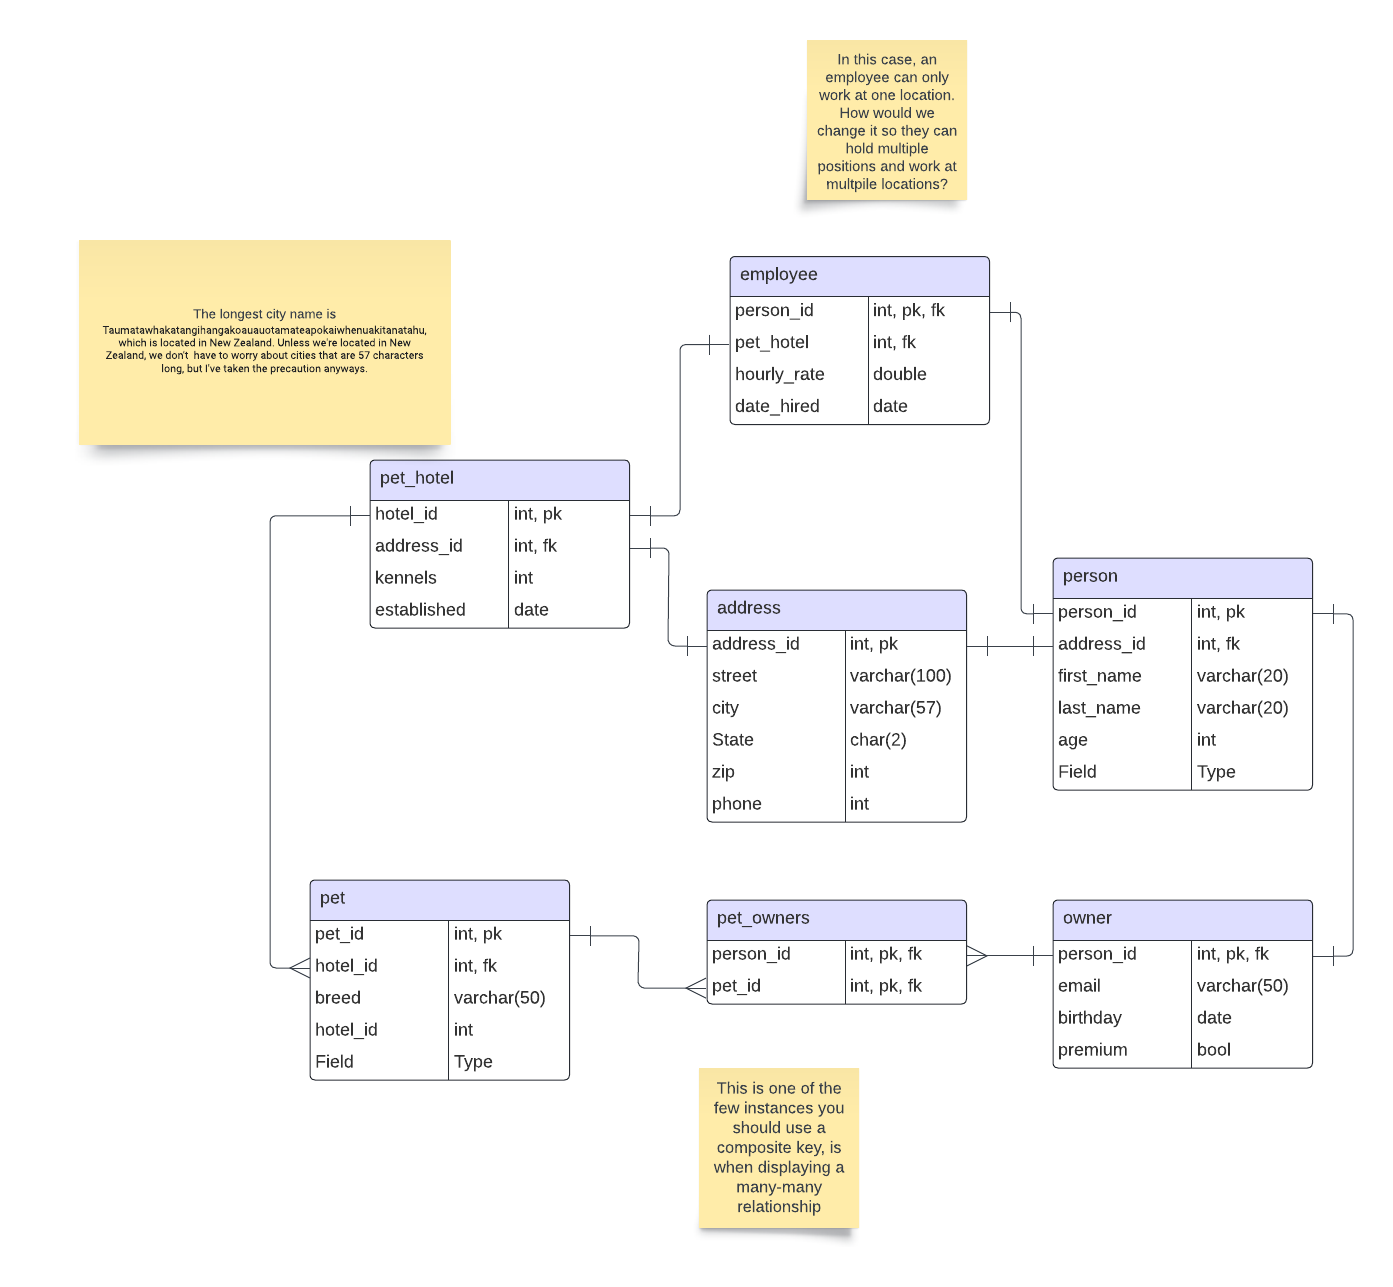 In this case, an
employee can only
work at one location.
How would we
change it so they can
hold multiple
positions and work at
multpile locations?
The longest city name is
Taumatawhakatangihangakoauauotamateapokaiwhenuakitanatahu,
which is located in New Zealand. Unless we're located in New
Zealand, we don't have to worry about cities that are 57 characters
long, but I've taken the precaution anyways.
employee
person_id int, pk, fk
pet_hotel int, fk
hourly_rate double
date_hired date
pet_hotel
hotel_id int, pk
address_id int, fk
kennels int
established date
address
address_id int, pk
street varchar(100)
city varchar(57)
State char(2)
zip int
phone int
person
person_id int, pk
address_id int, fk
first_name varchar(20)
last_name varchar(20)
age int
Field Type
pet
pet_id int, pk
hotel_id int, fk
breed varchar(50)
hotel_id int
Field Type
pet_owners
person_id int, pk, fk
pet_id int, pk, fk
owner
person_id int, pk, fk
email varchar(50)
birthday date
premium bool
This is one of the
few instances you
should use a
composite key, is
when displaying a
many-many
relationship